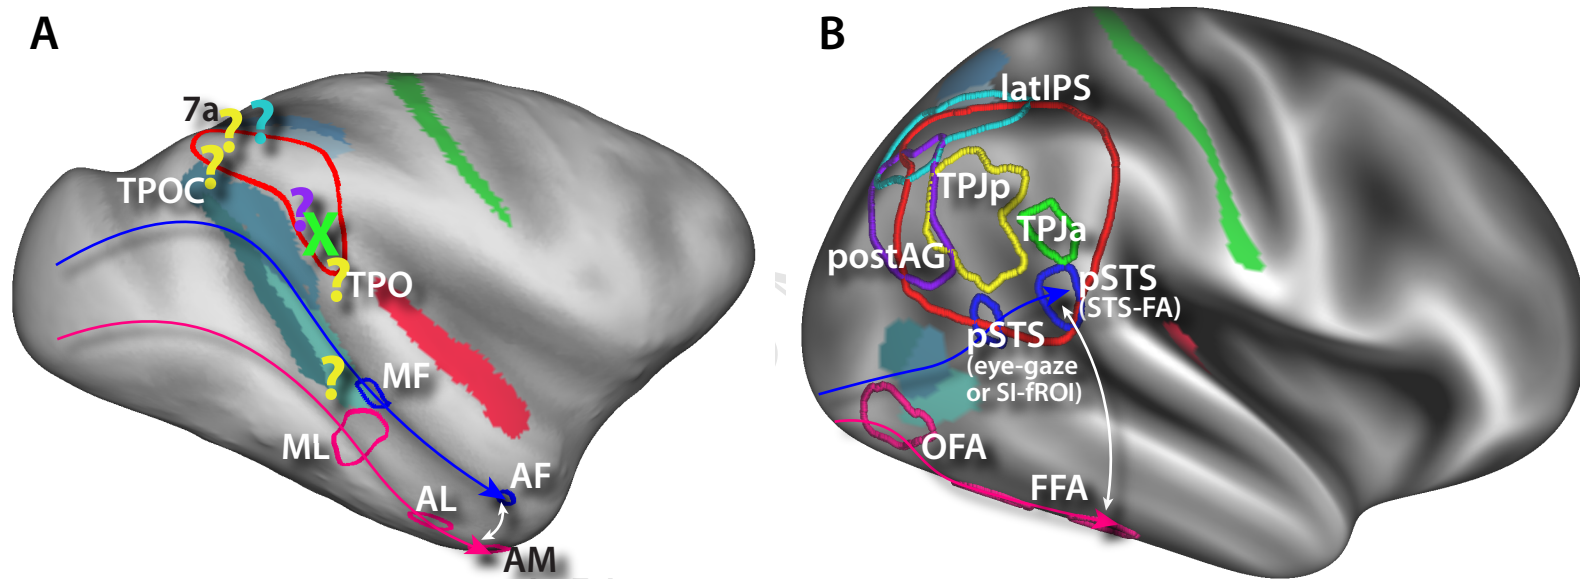 A
7a
?
?
?
TPOC
?
X
?
TPO
?
MF
ML
AL
AF
AM
B
latIPS
TPJp
TPJa
postAG
pSTS
(STS-FA)
pSTS
(eye-gaze
or SI-fROI)
OFA
FFA